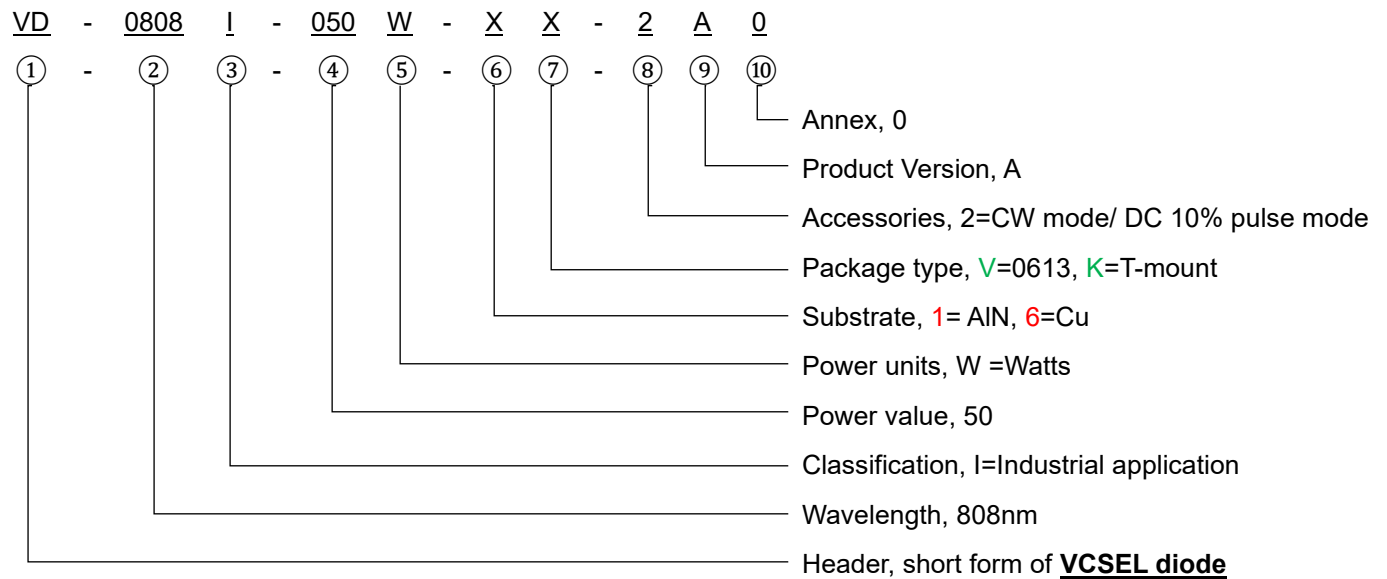 VD - 0808 I - 050 W - X X - 2 A 0
① - ② ③ - ④ ⑤ - ⑥ ⑦ - ⑧ ⑨ ⑩
Annex, 0
Product Version, A
Accessories, 2=CW mode/ DC 10% pulse mode
Package type, V=0613, K=T-mount
Substrate, 1= AlN, 6=Cu
Power units, W =Watts
Power value, 50
Classification, I=Industrial application
Wavelength, 808nm
Header, short form of VCSEL diode